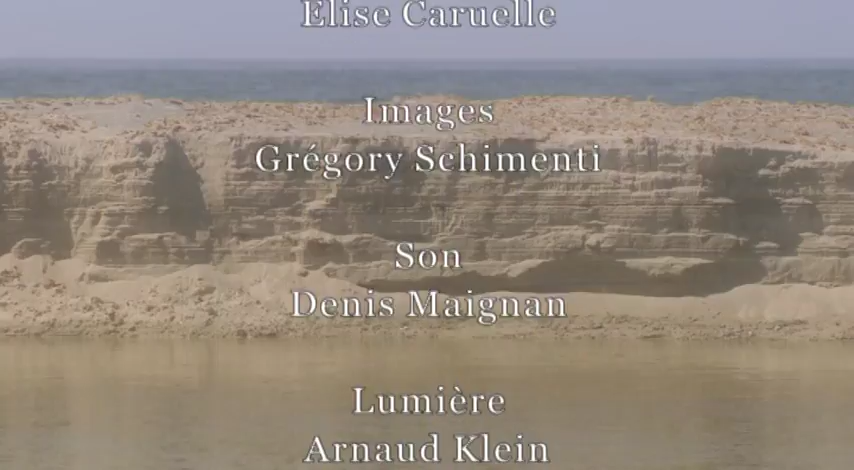 Elise Caruelle
Images
Grégory Schimenti
Son
Denis Maignan
Lumière
Arnaud Klein